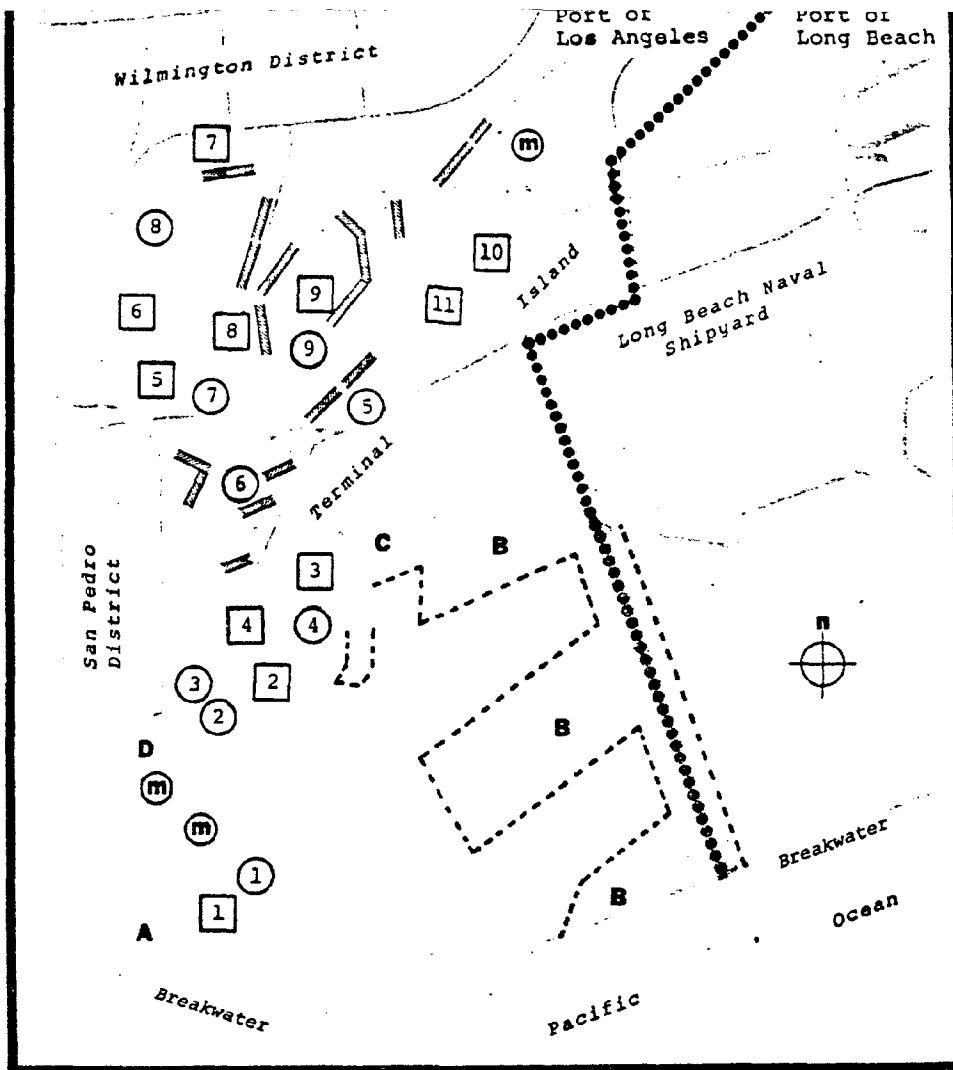 Port of
Los Angeles
Port of
Long Beach
Wilmington District
7
m
8
10
Island
6
9
11
8
Long Beach Naval
Shipyard
9
5
7
5
6
Terminal
C
B
San Pedro
District
3
4
4
n
3
2
2
B
D
m
m
Breakwater
1
1
B
A
Ocean
Breakwater
Pacific